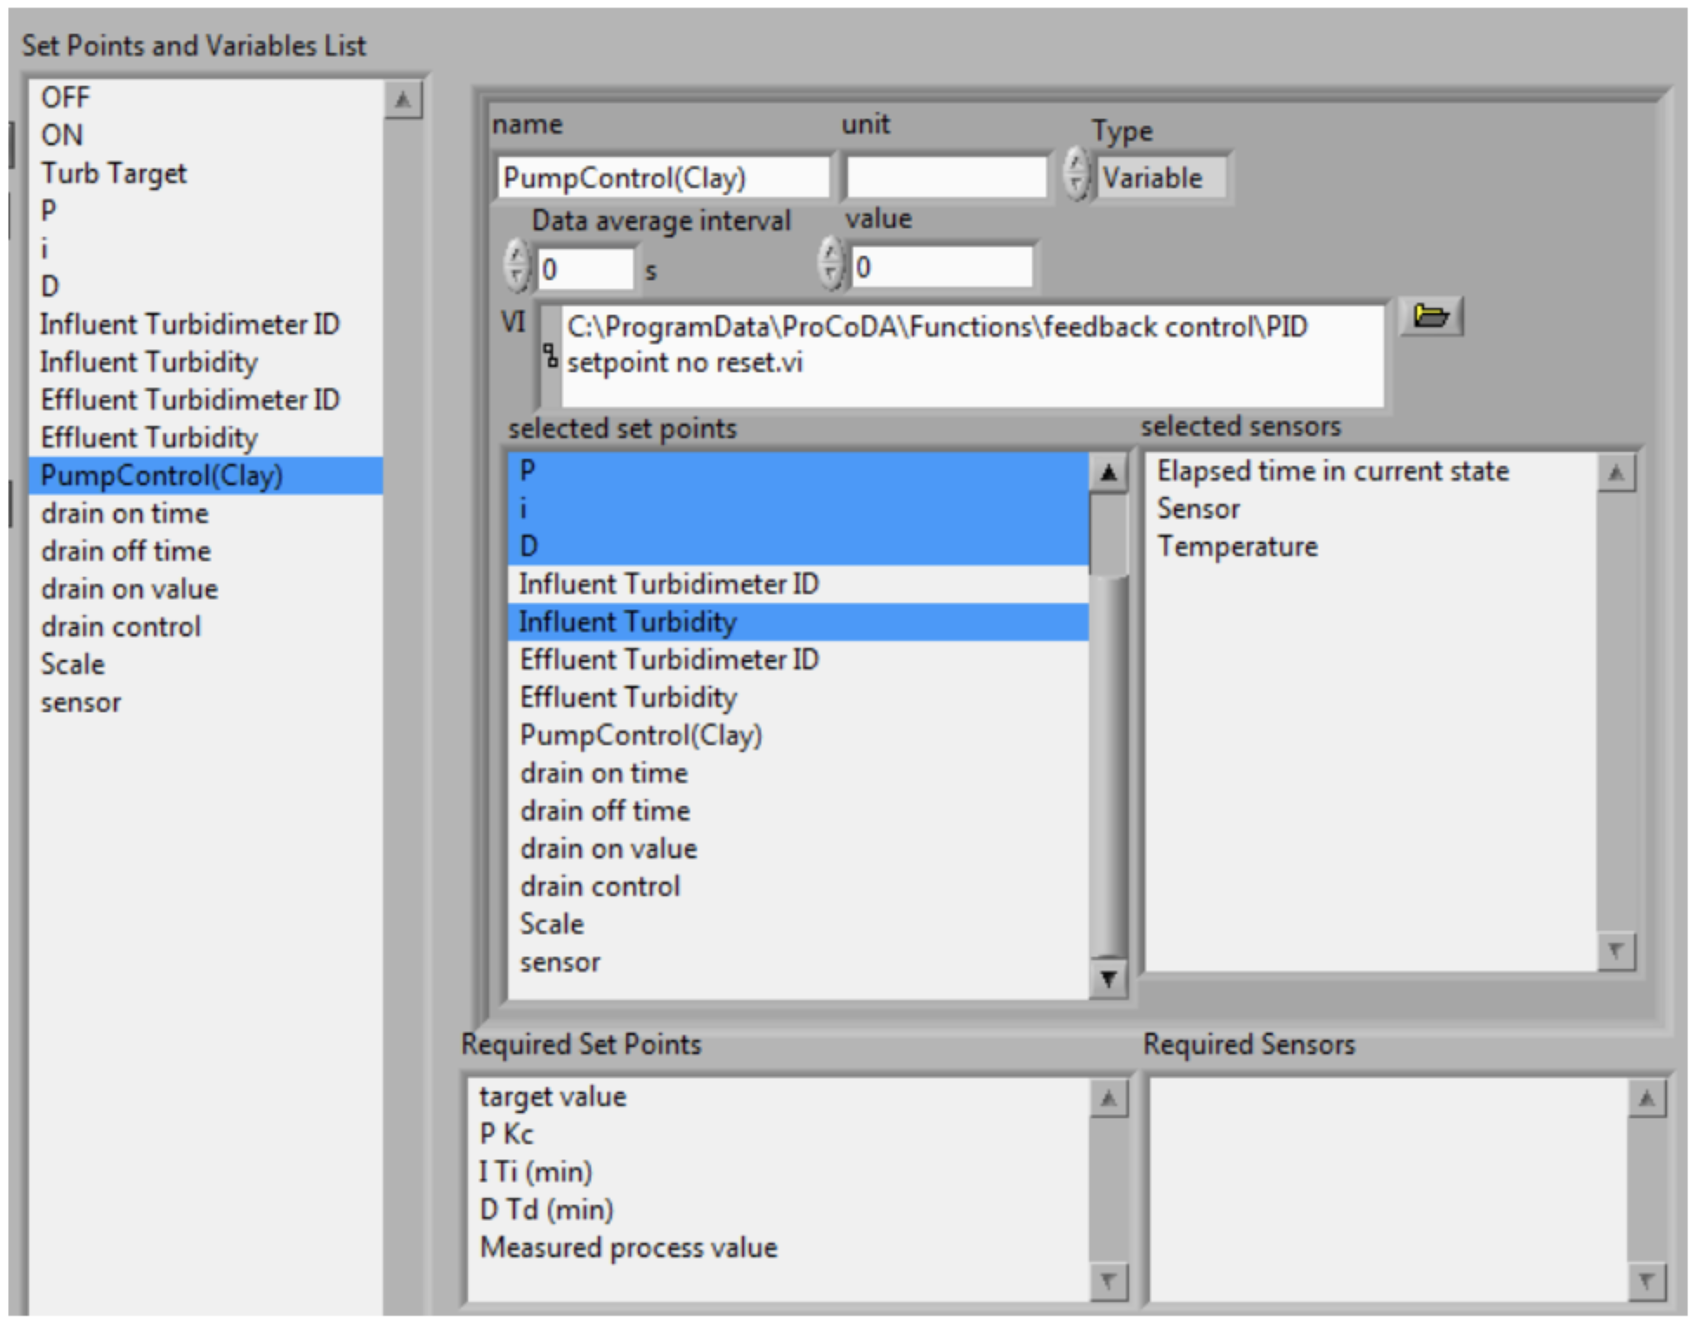 Set Points and Variables List
OFF
ON
Turb Target
P
i
D
Influent Turbidimeter ID
Influent Turbidity
Effluent Turbidimeter ID
Effluent Turbidity
PumpControl(Clay)
drain on time
drain off time
drain on value
drain control
Scale
sensor
name unit Type
PumpControl(Clay) Variable
Data average interval value
0 s 0
VI C:\ProgramData\ProCoDA\Functions\feedback control\PID
setpoint no reset.vi
selected set points
P
i
D
Influent Turbidimeter ID
Influent Turbidity
Effluent Turbidimeter ID
Effluent Turbidity
PumpControl(Clay)
drain on time
drain off time
drain on value
drain control
Scale
sensor
selected sensors
Elapsed time in current state
Sensor
Temperature
Required Set Points
target value
P Kc
I Ti (min)
D Td (min)
Measured process value
Required Sensors